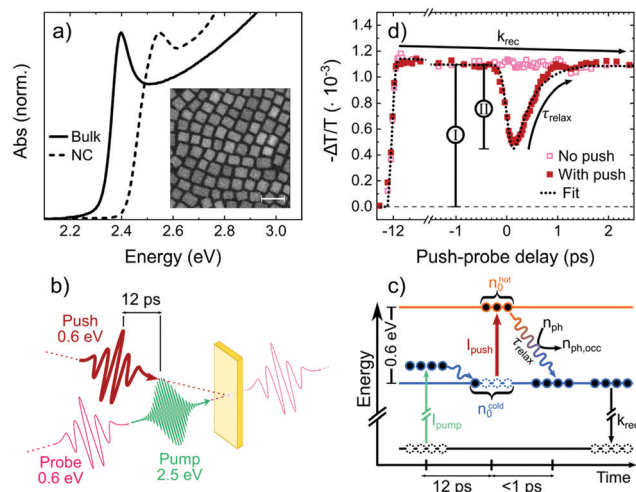 a)
Abs (norm.)
Bulk
NC
2.2 2.4 2.6 2.8 3.0
Energy (eV)
d)
-ΔT/T (· 10⁻³)
1.4
1.2
1.0
0.8
0.6
0.4
0.2
0.0
k_rec
I
II
τ_relax
No push
With push
Fit
-12 -1 0 1 2
Push-probe delay (ps)
b)
12 ps
Push
0.6 eV
Probe
0.6 eV
Pump
2.5 eV
c)
Energy
0.6 eV
n₀^hot
I_push
τ_relax
n_ph
n_ph,occ
I_pump
n₀^cold
k_rec
12 ps
<1 ps
Time